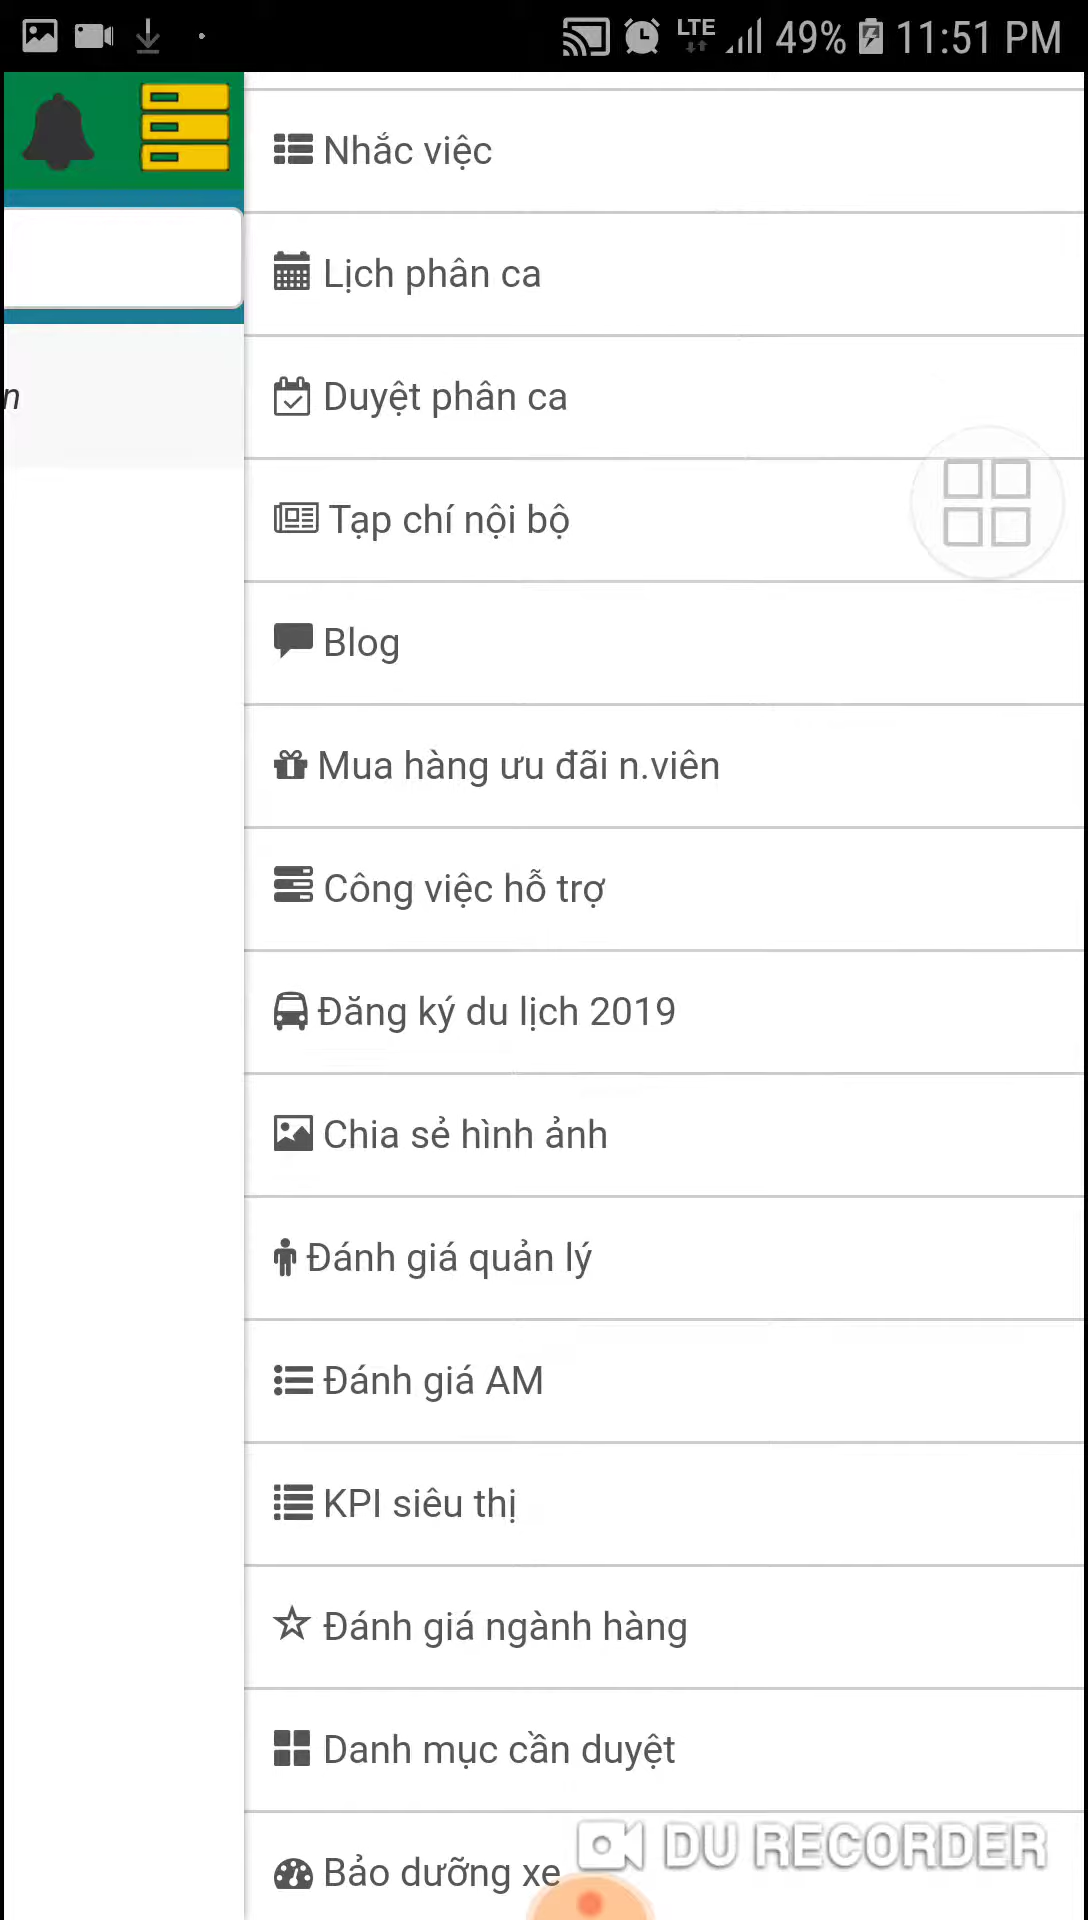 LTE 49% 11:51 PM
Nhắc việc
Lịch phân ca
n
Duyệt phân ca
Tạp chí nội bộ
Blog
Mua hàng ưu đãi n.viên
Công việc hỗ trợ
Đăng ký du lịch 2019
Chia sẻ hình ảnh
Đánh giá quản lý
Đánh giá AM
KPI siêu thị
Đánh giá ngành hàng
Danh mục cần duyệt
DU RECORDER
Bảo dưỡng xe